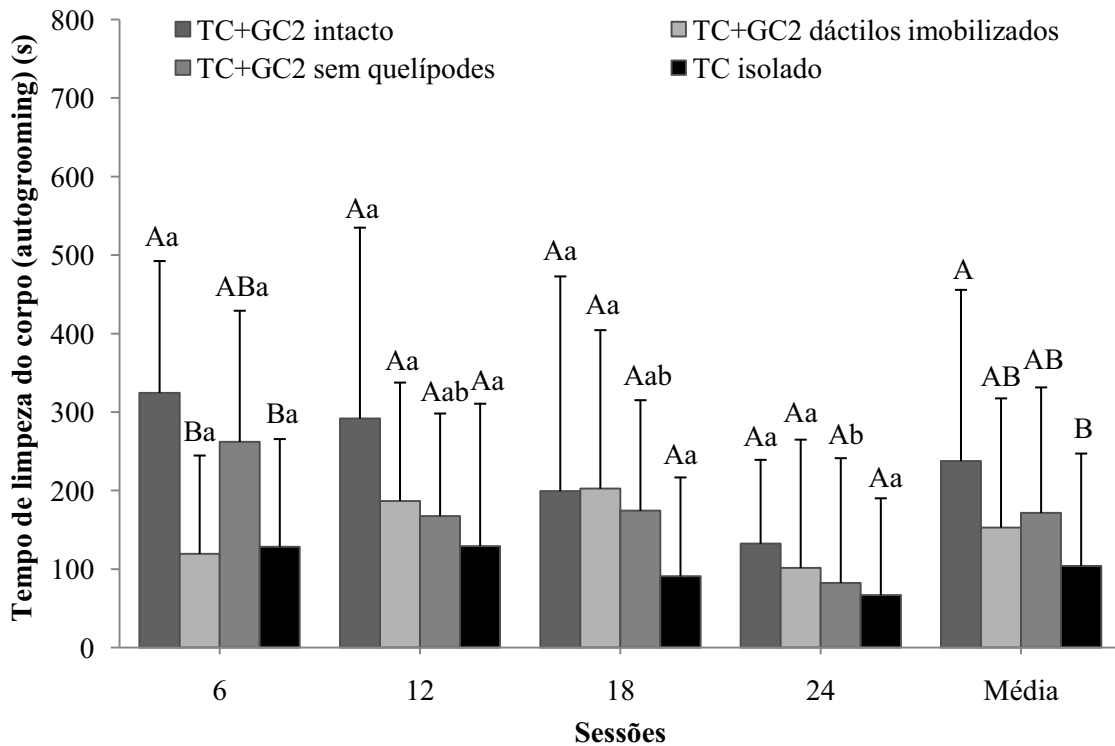 800
700
600
500
400
300
200
100
0
Tempo de limpeza do corpo (autogrooming) (s)
TC+GC2 intacto
TC+GC2 dáctilos imobilizados
TC+GC2 sem quelípodes
TC isolado
Aa
Ba
ABa
Ba
Aa
Aa
Aab
Aa
Aa
Aa
Aab
Aa
Aa
Aa
Ab
Aa
A
AB
AB
B
6
12
18
24
Média
Sessões